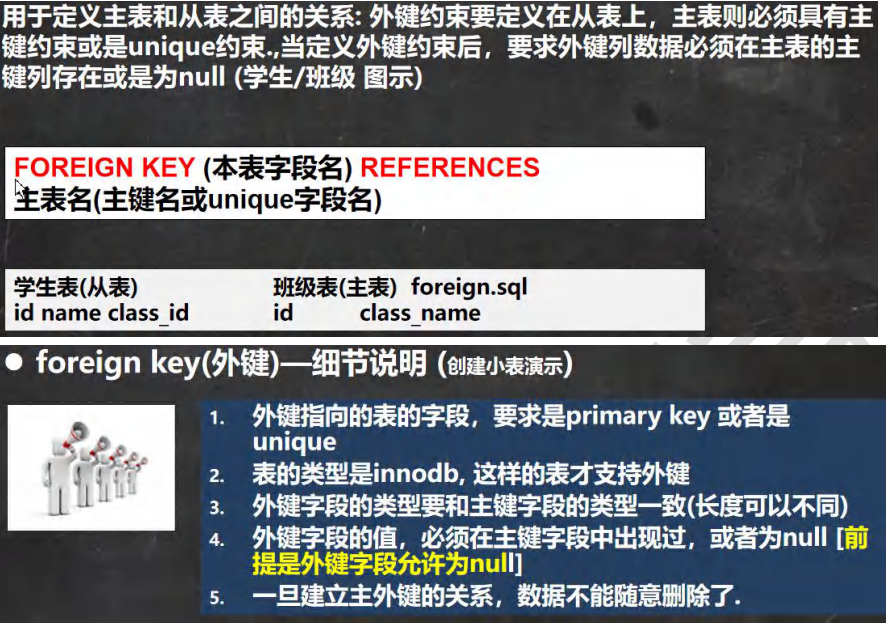 用于定义主表和从表之间的关系: 外键约束要定义在从表上，主表则必须具有主
键约束或是unique约束.,当定义外键约束后，要求外键列数据必须在主表的主
键列存在或是为null (学生/班级 图示)
FOREIGN KEY (本表字段名) REFERENCES
主表名(主键名或unique字段名)
学生表(从表) 班级表(主表) foreign.sql
id name class_id id class_name
● foreign key(外键)—细节说明 (创建小表演示)
1. 外键指向的表的字段，要求是primary key 或者是
unique
2. 表的类型是innodb, 这样的表才支持外键
3. 外键字段的类型要和主键字段的类型一致(长度可以不同)
4. 外键字段的值，必须在主键字段中出现过，或者为null [前
提是外键字段允许为null]
5. 一旦建立主外键的关系，数据不能随意删除了.